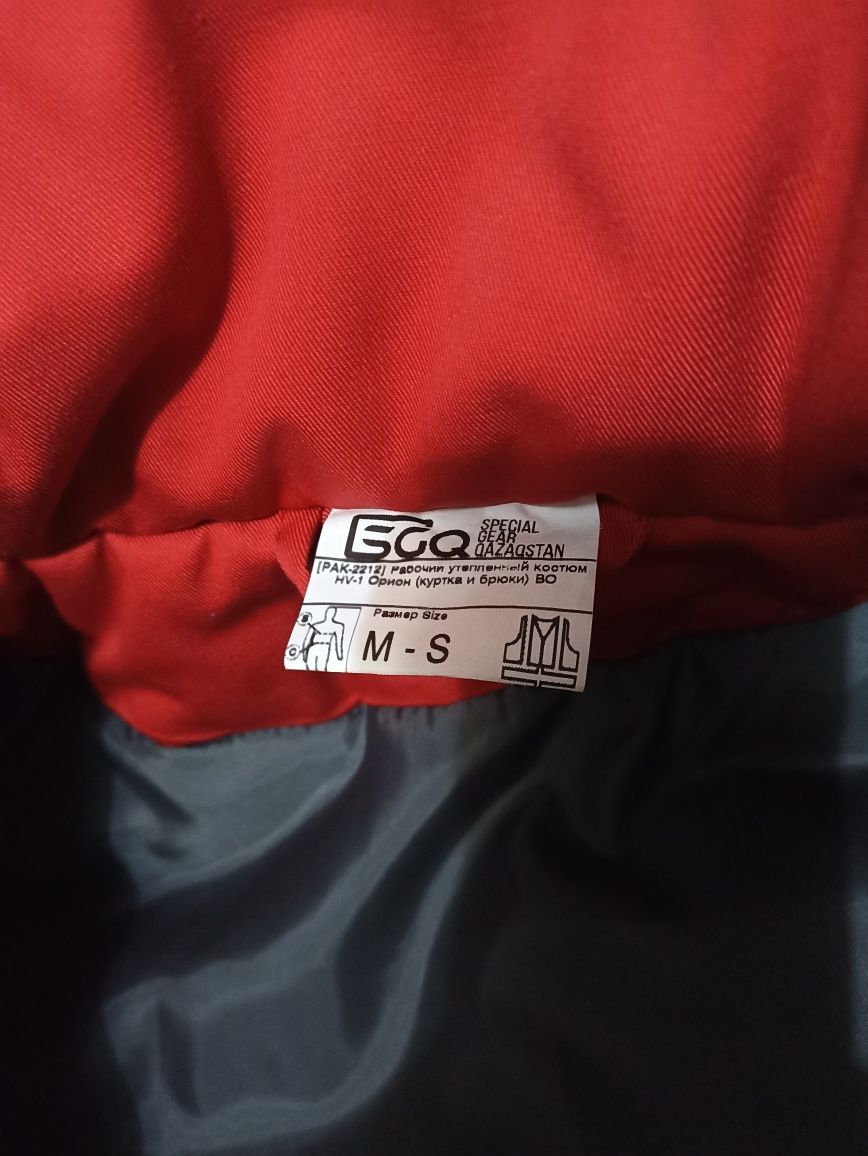 SGQ SPECIAL
GEAR
QAZAQSTAN
[PAK-2212] Рабочий утепленный костюм
HV-1 Орион (куртка и брюки) ВО
Размер Size
M - S
B
C